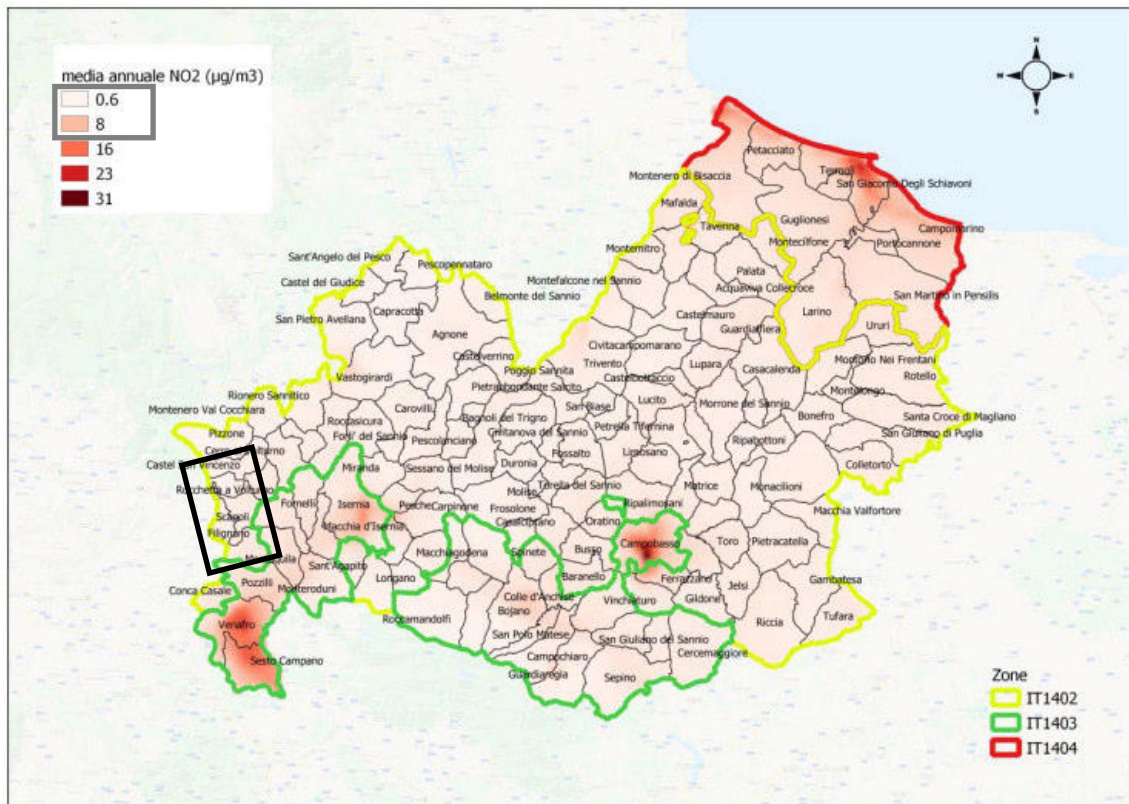 media annuale NO2 (µg/m3)
0.6
8
16
23
31
N
W
E
S
Petacciato
Termoli
Montenero di Bisaccia
San Giacomo Degli Schiavoni
Mafalda
Guglionesi
Tavenna
Campomarino
Montecilfone
Portocannone
Montemitro
Sant'Angelo del Pesco
Pescopennataro
Palata
Castel del Giudice
Montefalcone nel Sannio
Acquaviva Collecroce
Belmonte del Sannio
San Martino in Pensilis
Capracotta
Larino
San Pietro Avellana
Castelmauro
Ururi
Agnone
Guardialfiera
Civitacampomarano
Castelverrino
Montorio Nei Frentani
Trivento
Lupara
Casacalenda
Poggio Sannita
Rotello
Vastogirardi
Castelbottaccio
Pietrabbondante
Salcito
Montelongo
Rionero Sannitico
Lucito
Morrone del Sannio
Carovilli
San Biase
Montenero Val Cocchiara
Bonefro
Santa Croce di Magliano
Roccasicura
Bagnoli del Trigno
Petrella Tifernina
Pizzone
Forli' del Sannio
Civitanova del Sannio
San Giuliano di Puglia
Pescolanciano
Ripabottoni
Fossalto
Limosano
Castel San Vincenzo
Duronia
Colletorto
Miranda
Sessano del Molise
Torella del Sannio
Matrice
Monacilioni
Rocchetta a Volturno
Molise
Fornelli
Isernia
Pesche
Carpinone
Frosolone
Ripalimosani
Macchia Valfortore
Scapoli
Casalciprano
Oratino
Filignano
Macchia d'Isernia
Campobasso
Toro
Pietracatella
Macchiagodena
Spinete
Busso
Sant'Agapito
Longano
Baranello
Ferrazzano
Jelsi
Gambatesa
Pozzilli
Monteroduni
Conca Casale
Colle d'Anchise
Gildone
Vinchiaturo
Bojano
Roccamandolfi
Tufara
Venafro
Riccia
San Polo Matese
San Giuliano del Sannio
Sesto Campano
Campochiaro
Cercemaggiore
Guardiaregia
Sepino
Zone
IT1402
IT1403
IT1404